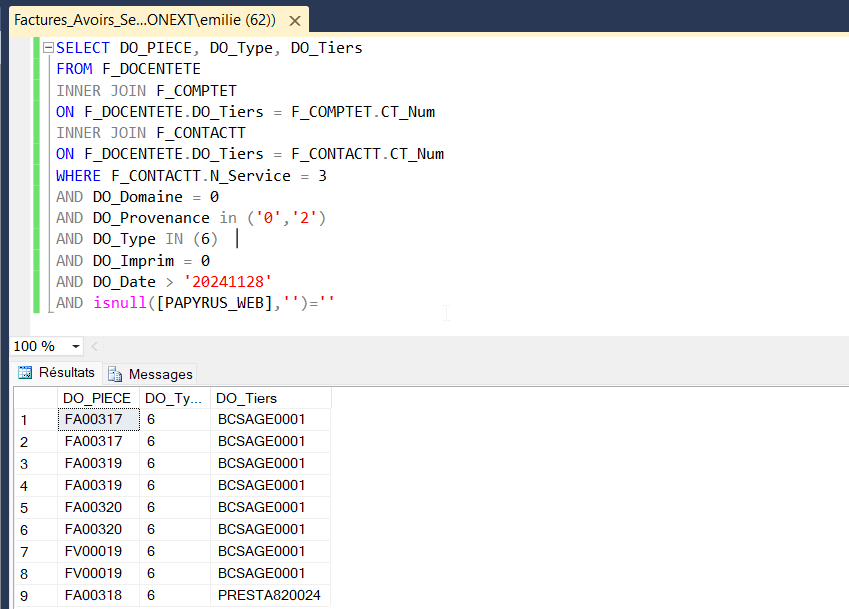 Factures_Avoirs_Se...ONEXT\emilie (62))
SELECT DO_PIECE, DO_Type, DO_Tiers
FROM F_DOCENTETE
INNER JOIN F_COMPTET
ON F_DOCENTETE.DO_Tiers = F_COMPTET.CT_Num
INNER JOIN F_CONTACTT
ON F_DOCENTETE.DO_Tiers = F_CONTACTT.CT_Num
WHERE F_CONTACTT.N_Service = 3
AND DO_Domaine = 0
AND DO_Provenance in ('0','2')
AND DO_Type IN (6)
AND DO_Imprim = 0
AND DO_Date > '20241128'
AND isnull([PAPYRUS_WEB],'')=''
100 %
Résultats Messages
DO_PIECE DO_Ty... DO_Tiers
1 FA00317 6 BCSAGE0001
2 FA00317 6 BCSAGE0001
3 FA00319 6 BCSAGE0001
4 FA00319 6 BCSAGE0001
5 FA00320 6 BCSAGE0001
6 FA00320 6 BCSAGE0001
7 FV00019 6 BCSAGE0001
8 FV00019 6 BCSAGE0001
9 FA00318 6 PRESTA820024